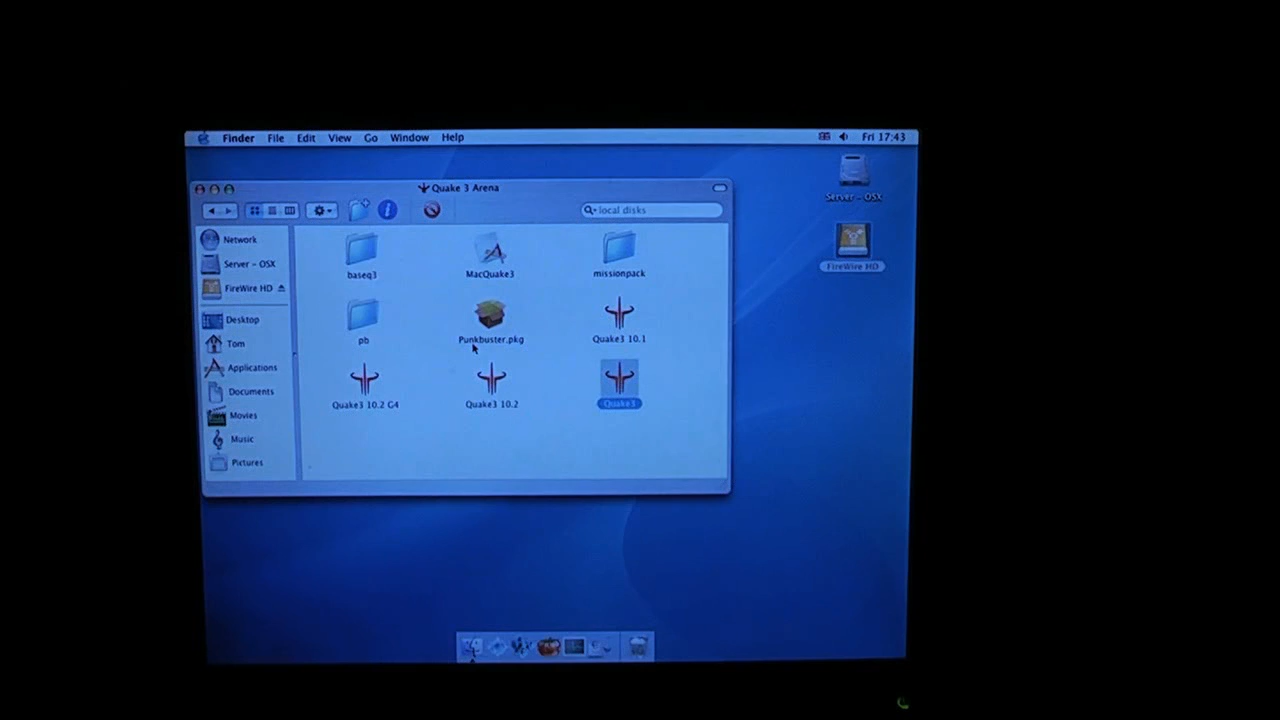 Finder File Edit View Go Window Help Fri 17:43
Quake 3 Arena
local disks
Network
Server - OSX
FireWire HD
Desktop
Tom
Applications
Documents
Movies
Music
Pictures
baseq3
MacQuake3
missionpack
pb
Punkbuster.pkg
Quake3 10.1
Quake3 10.2 G4
Quake3 10.2
Quake3
Server - OSX
FireWire HD